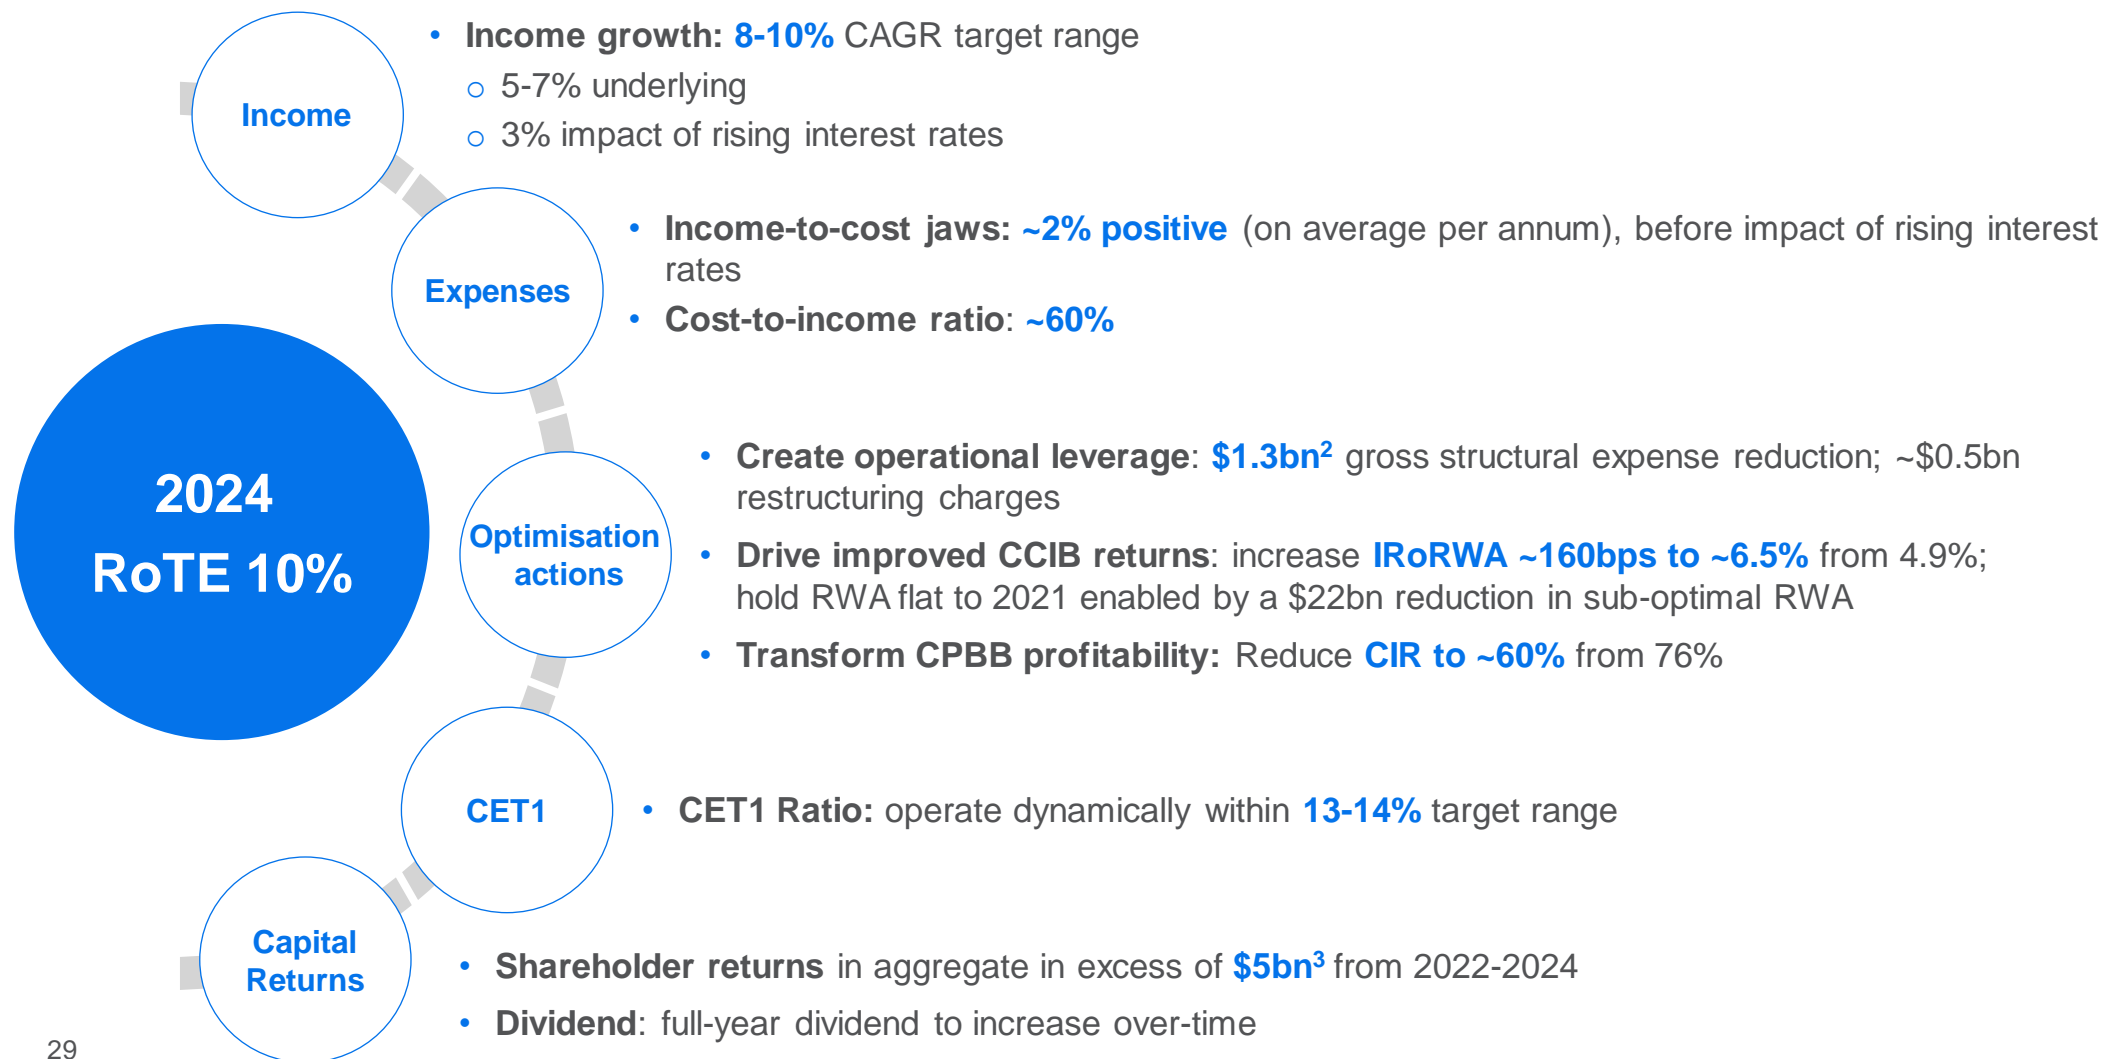 Income
• Income growth: 8-10% CAGR target range
o 5-7% underlying
o 3% impact of rising interest rates
Expenses
• Income-to-cost jaws: ~2% positive (on average per annum), before impact of rising interest
rates
• Cost-to-income ratio: ~60%
2024
RoTE 10%
Optimisation
actions
• Create operational leverage: $1.3bn² gross structural expense reduction; ~$0.5bn
restructuring charges
• Drive improved CCIB returns: increase IRoRWA ~160bps to ~6.5% from 4.9%;
hold RWA flat to 2021 enabled by a $22bn reduction in sub-optimal RWA
• Transform CPBB profitability: Reduce CIR to ~60% from 76%
CET1
• CET1 Ratio: operate dynamically within 13-14% target range
Capital
Returns
• Shareholder returns in aggregate in excess of $5bn³ from 2022-2024
• Dividend: full-year dividend to increase over-time
29